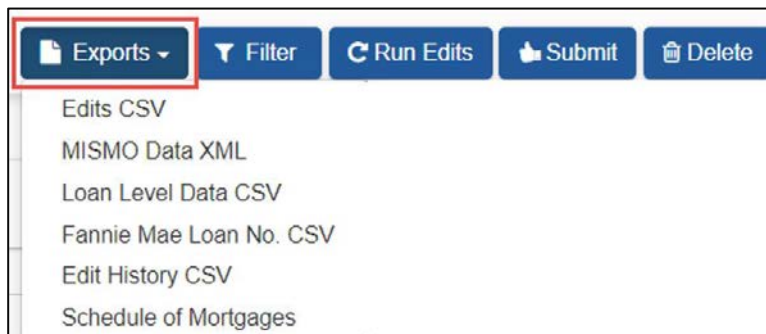 Exports Filter Run Edits Submit Delete
Edits CSV
MISMO Data XML
Loan Level Data CSV
Fannie Mae Loan No. CSV
Edit History CSV
Schedule of Mortgages